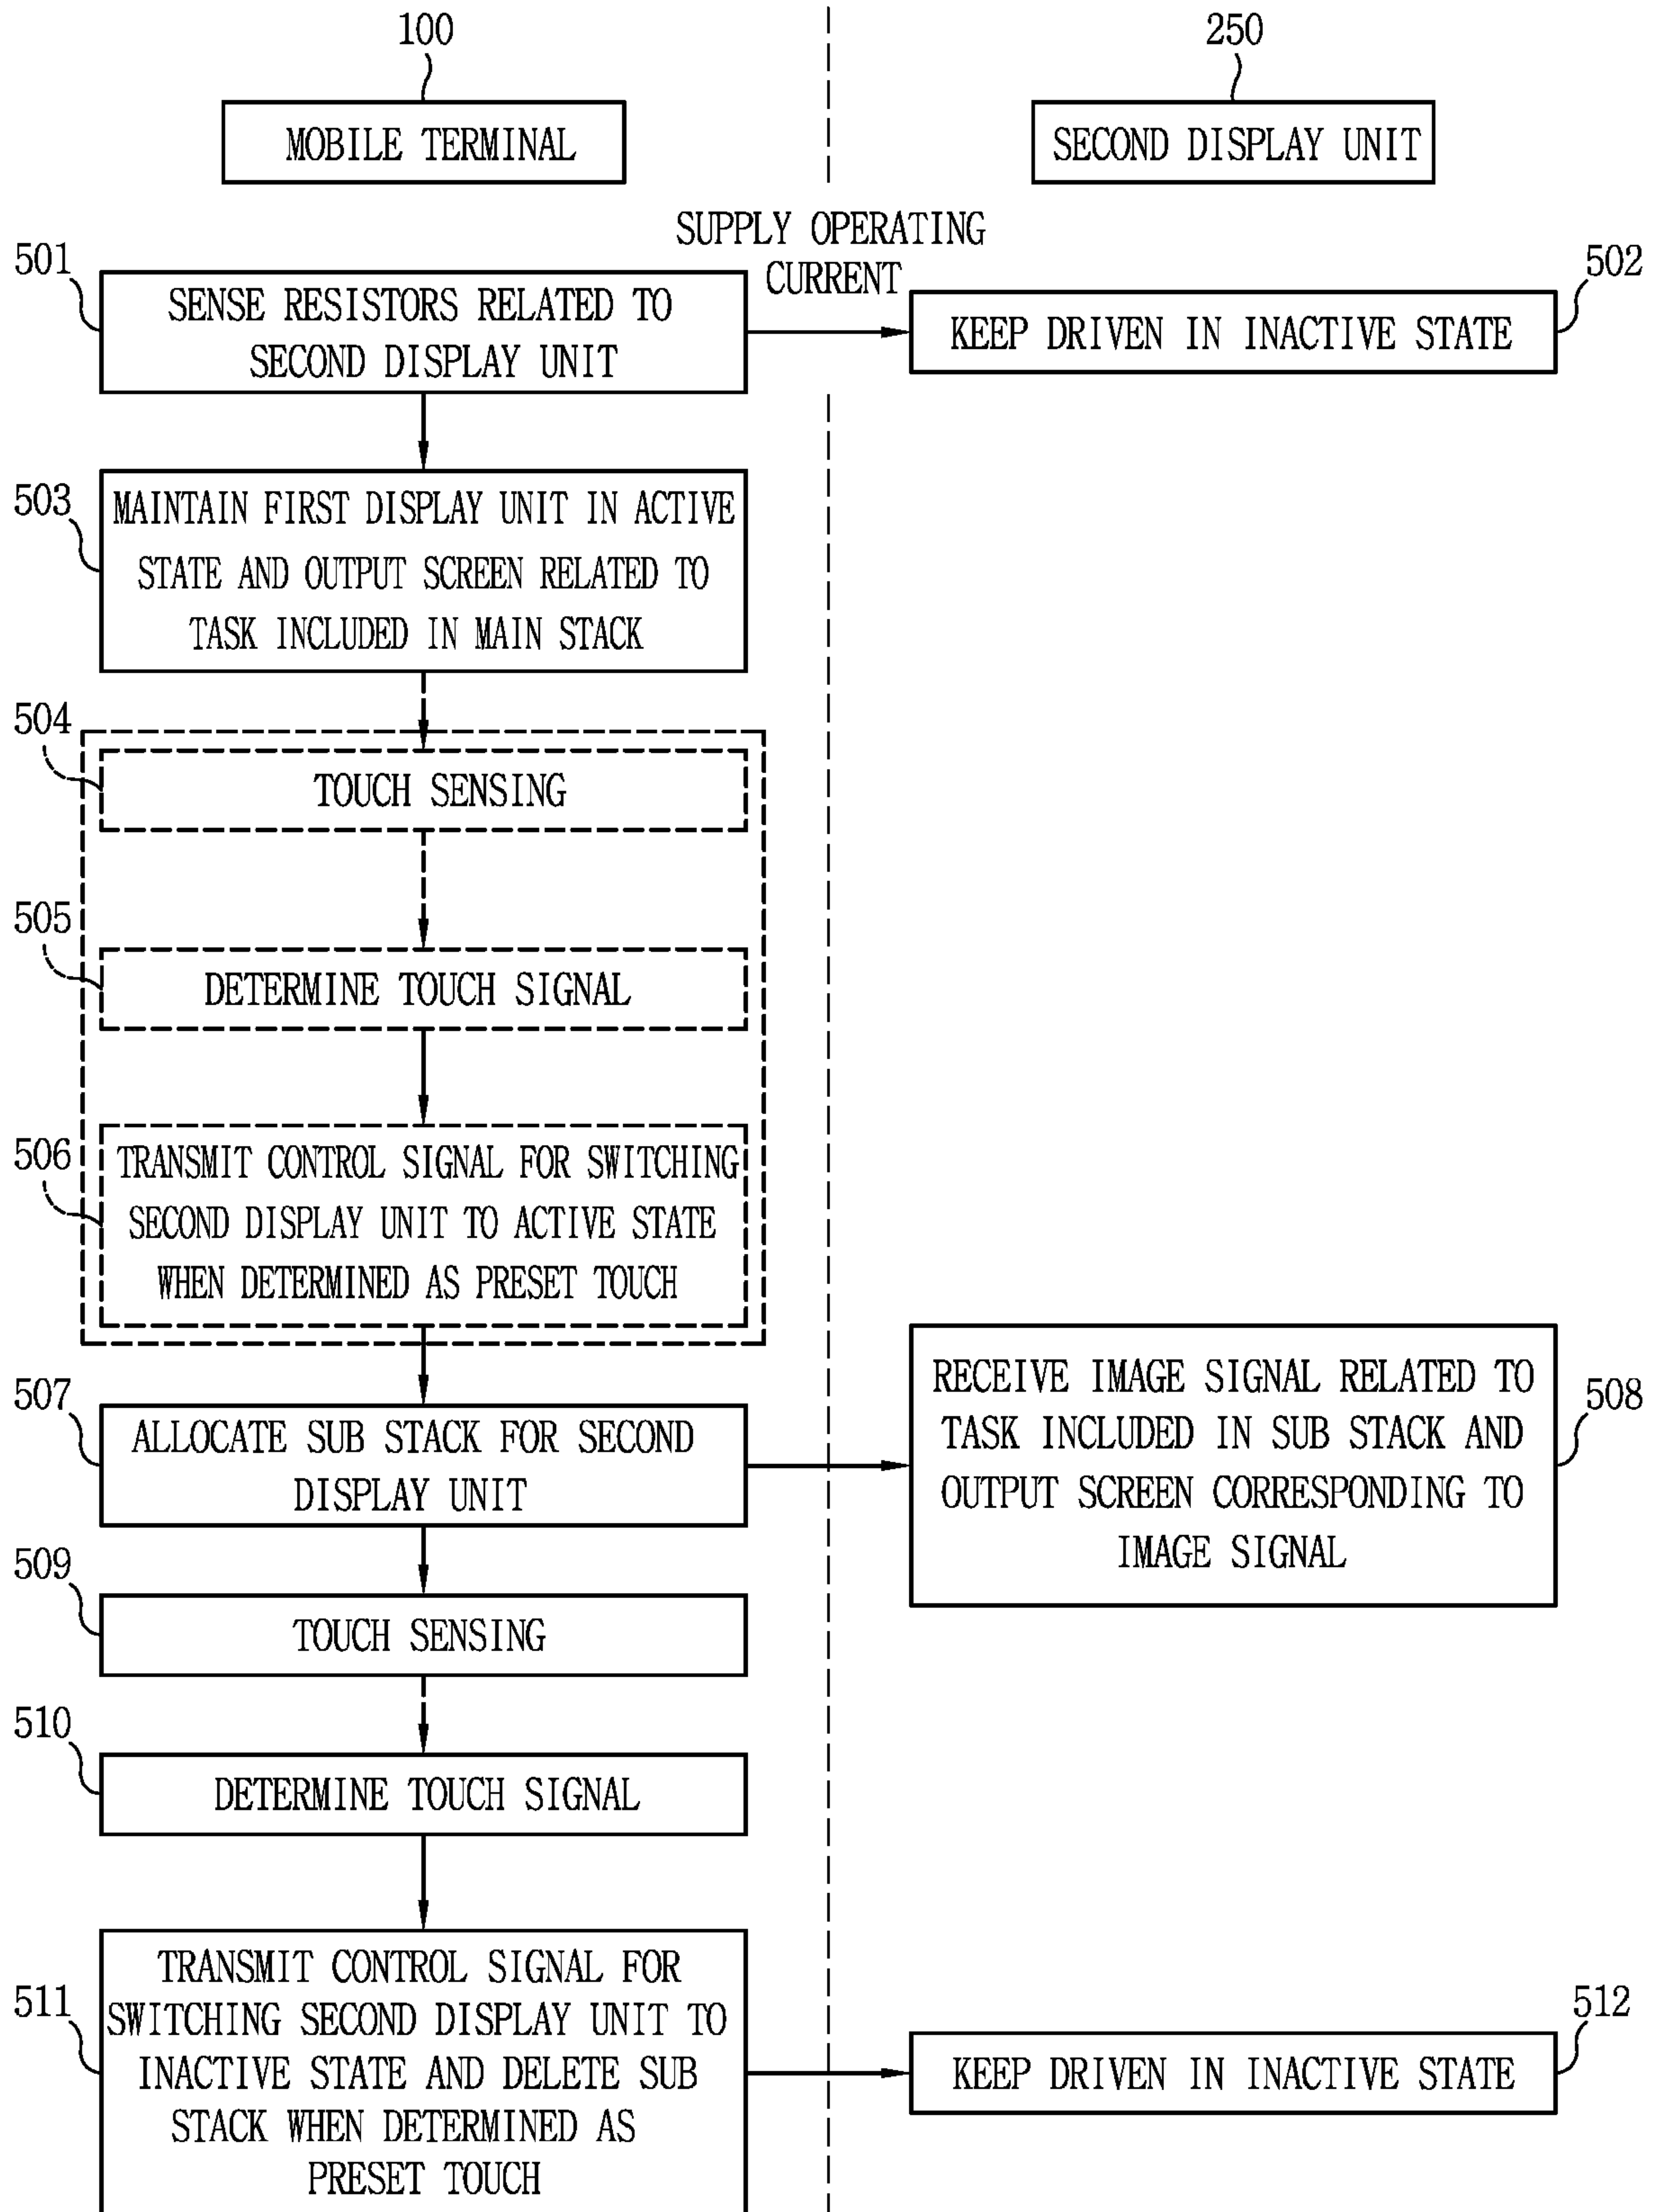 100
250
MOBILE TERMINAL
SECOND DISPLAY UNIT
SUPPLY OPERATING
CURRENT
501
SENSE RESISTORS RELATED TO
SECOND DISPLAY UNIT
502
KEEP DRIVEN IN INACTIVE STATE
503
MAINTAIN FIRST DISPLAY UNIT IN ACTIVE
STATE AND OUTPUT SCREEN RELATED TO
TASK INCLUDED IN MAIN STACK
504
TOUCH SENSING
505
DETERMINE TOUCH SIGNAL
506
TRANSMIT CONTROL SIGNAL FOR SWITCHING
SECOND DISPLAY UNIT TO ACTIVE STATE
WHEN DETERMINED AS PRESET TOUCH
507
ALLOCATE SUB STACK FOR SECOND
DISPLAY UNIT
508
RECEIVE IMAGE SIGNAL RELATED TO
TASK INCLUDED IN SUB STACK AND
OUTPUT SCREEN CORRESPONDING TO
IMAGE SIGNAL
509
TOUCH SENSING
510
DETERMINE TOUCH SIGNAL
511
TRANSMIT CONTROL SIGNAL FOR
SWITCHING SECOND DISPLAY UNIT TO
INACTIVE STATE AND DELETE SUB
STACK WHEN DETERMINED AS
PRESET TOUCH
512
KEEP DRIVEN IN INACTIVE STATE